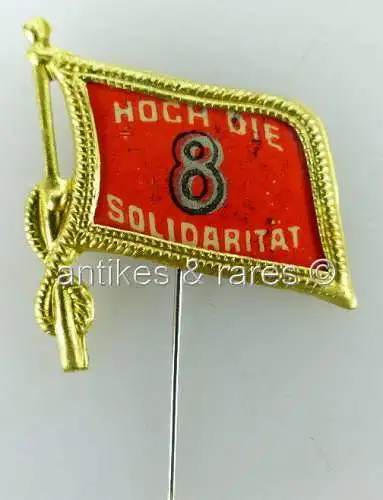 HOCH DIE
8
SOLIDARITÄT
antikes & rares ©